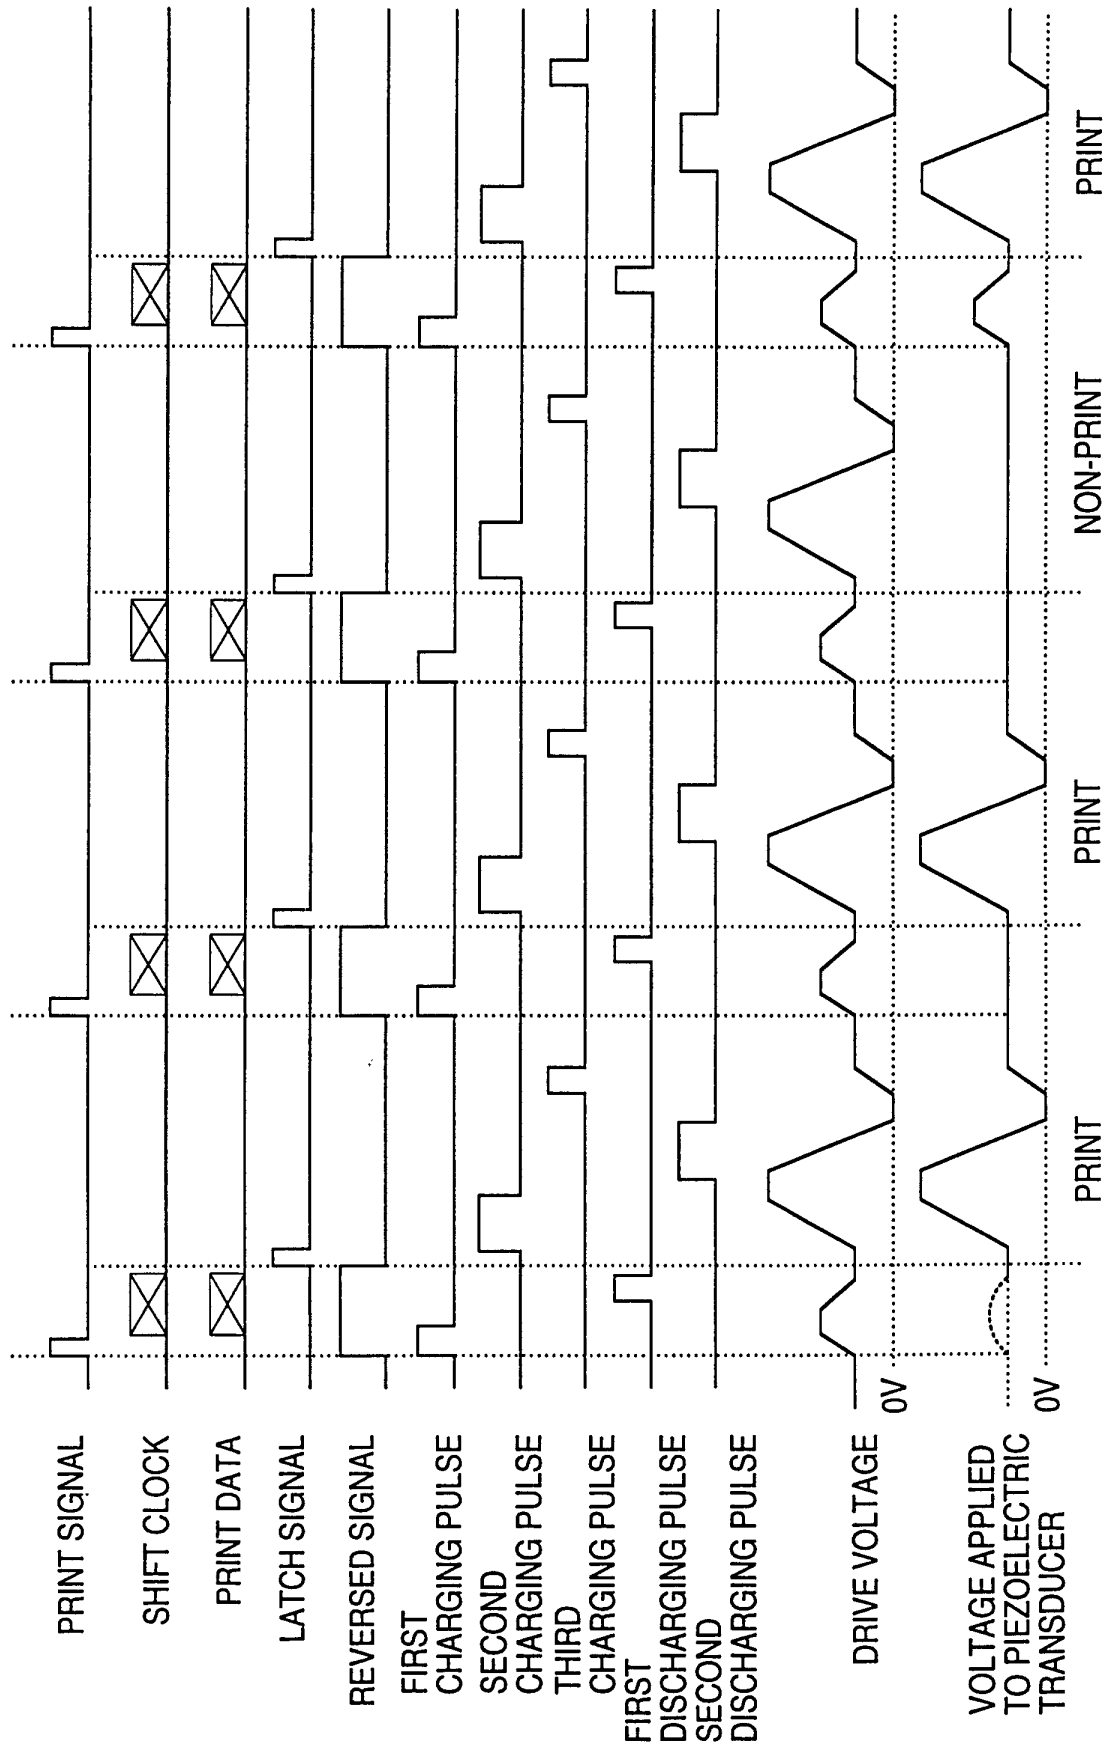 PRINT SIGNAL
SHIFT CLOCK
PRINT DATA
LATCH SIGNAL
REVERSED SIGNAL
FIRST
CHARGING PULSE
SECOND
CHARGING PULSE
THIRD
CHARGING PULSE
FIRST
DISCHARGING PULSE
SECOND
DISCHARGING PULSE
DRIVE VOLTAGE
0V
VOLTAGE APPLIED
TO PIEZOELECTRIC
TRANSDUCER
0V
PRINT
PRINT
NON-PRINT
PRINT